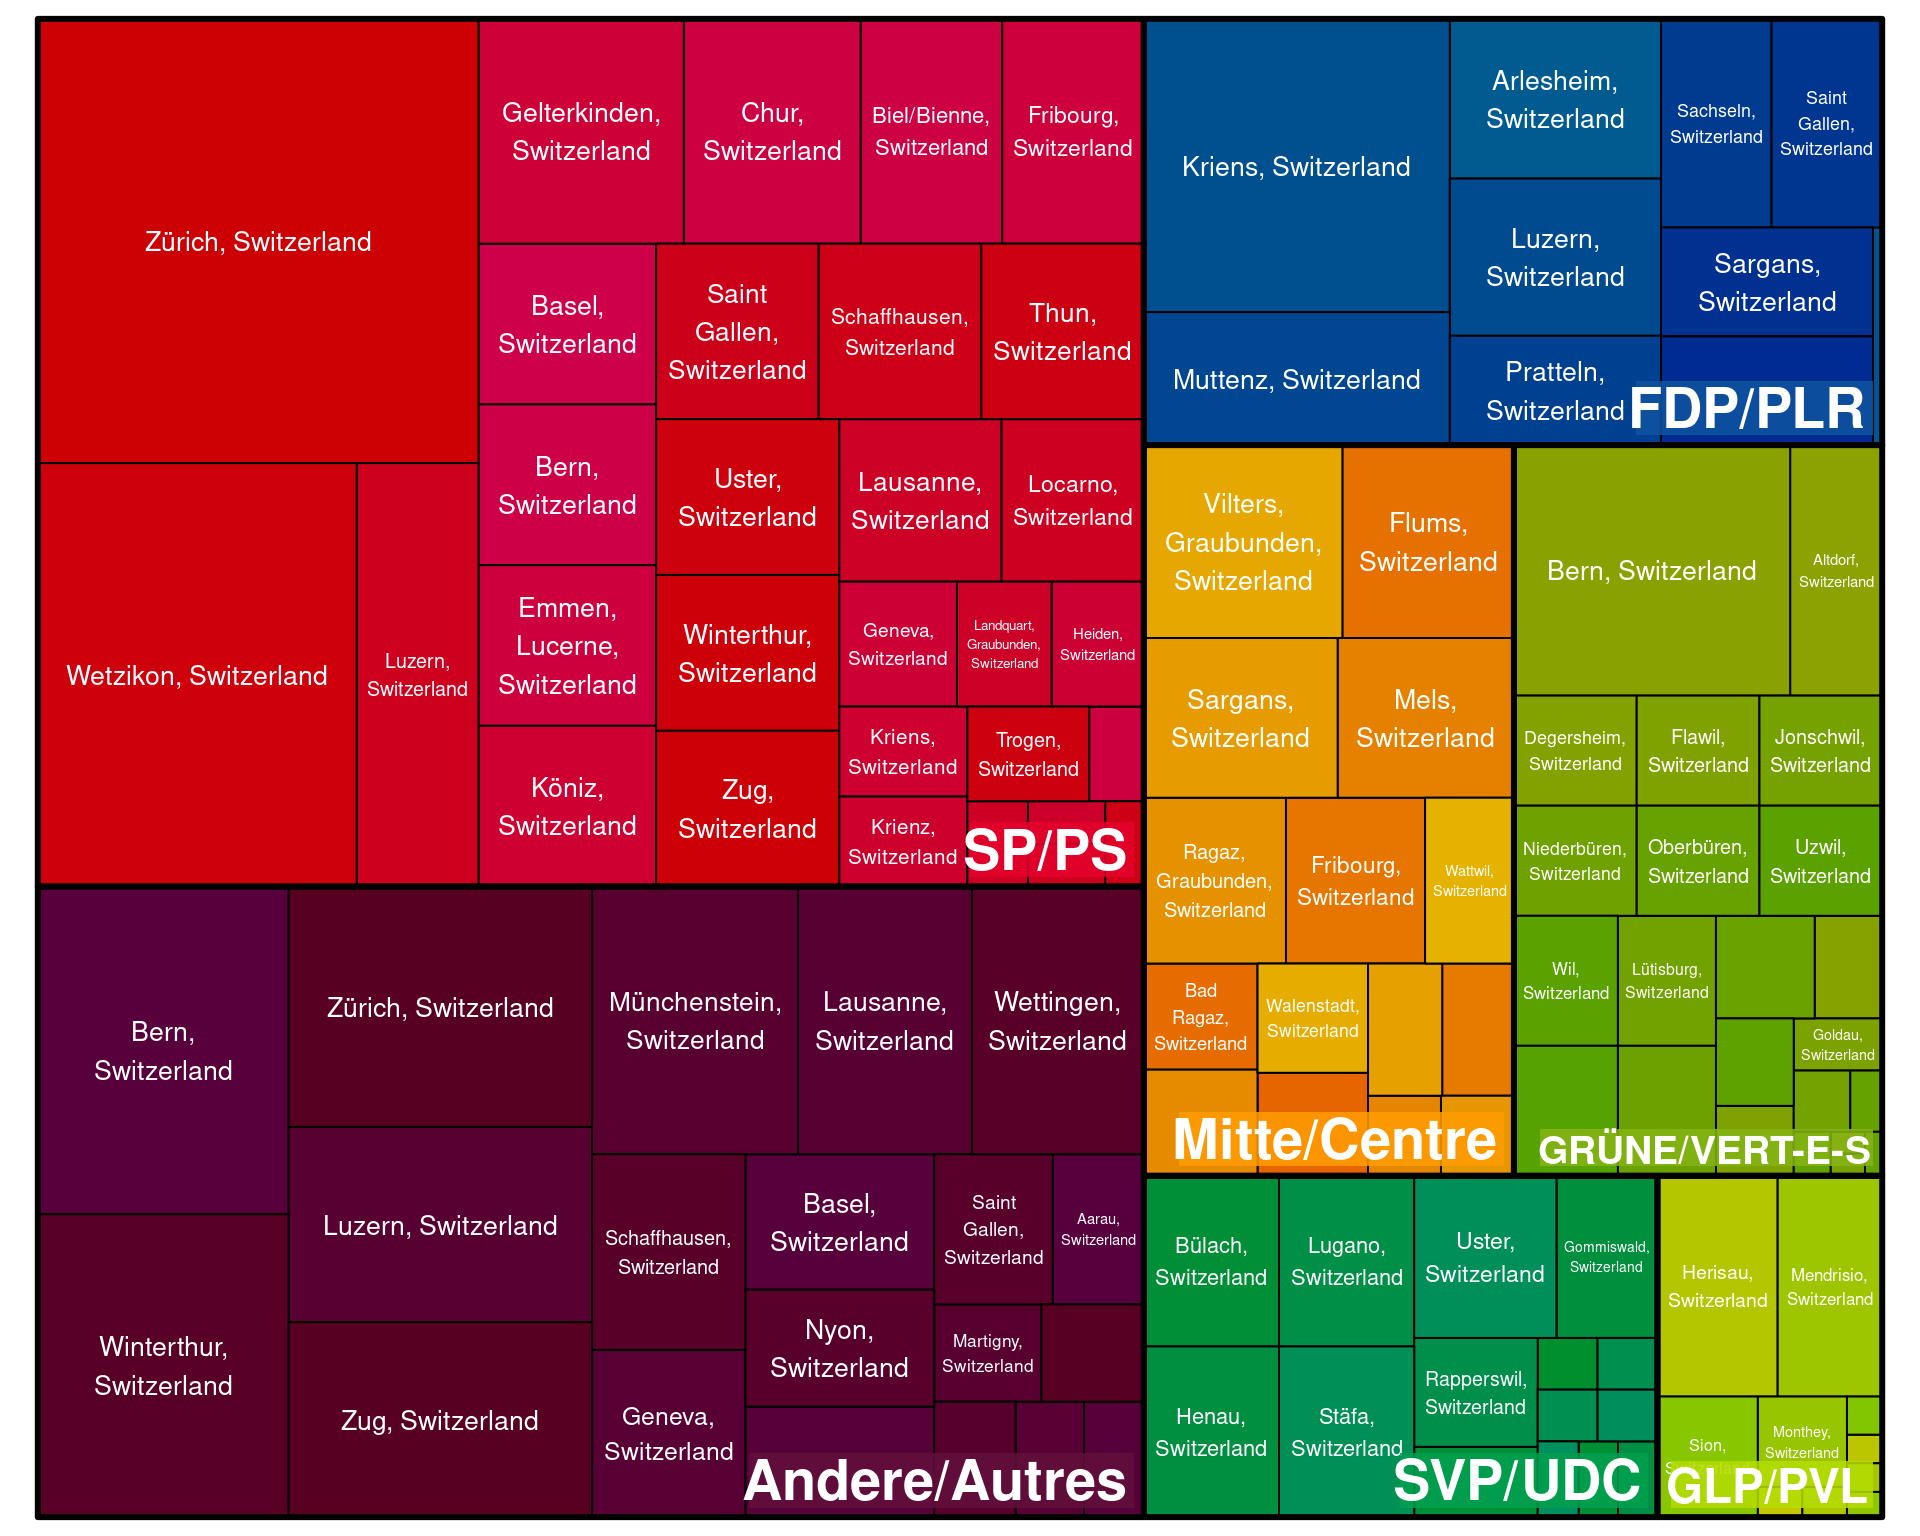 Zürich, Switzerland
Wetzikon, Switzerland
Luzern,
Switzerland
Gelterkinden,
Switzerland
Chur,
Switzerland
Biel/Bienne,
Switzerland
Fribourg,
Switzerland
Basel,
Switzerland
Bern,
Switzerland
Emmen,
Lucerne,
Switzerland
Köniz,
Switzerland
Saint
Gallen,
Switzerland
Schaffhausen,
Switzerland
Thun,
Switzerland
Uster,
Switzerland
Winterthur,
Switzerland
Zug,
Switzerland
Lausanne,
Switzerland
Locarno,
Switzerland
Geneva,
Switzerland
Landquart,
Graubunden,
Switzerland
Heiden,
Switzerland
Kriens,
Switzerland
Krienz,
Switzerland
Trogen,
Switzerland
SP/PS
Bern,
Switzerland
Winterthur,
Switzerland
Zürich, Switzerland
Luzern, Switzerland
Zug, Switzerland
Münchenstein,
Switzerland
Lausanne,
Switzerland
Wettingen,
Switzerland
Schaffhausen,
Switzerland
Geneva,
Switzerland
Basel,
Switzerland
Nyon,
Switzerland
Saint
Gallen,
Switzerland
Aarau,
Switzerland
Martigny,
Switzerland
Andere/Autres
Kriens, Switzerland
Muttenz, Switzerland
Arlesheim,
Switzerland
Luzern,
Switzerland
Pratteln,
Switzerland
Sachseln,
Switzerland
Saint
Gallen,
Switzerland
Sargans,
Switzerland
FDP/PLR
Vilters,
Graubunden,
Switzerland
Flums,
Switzerland
Sargans,
Switzerland
Mels,
Switzerland
Ragaz,
Graubunden,
Switzerland
Fribourg,
Switzerland
Wattwil,
Switzerland
Bad
Ragaz,
Switzerland
Walenstadt,
Switzerland
Mitte/Centre
Bern, Switzerland
Altdorf,
Switzerland
Degersheim,
Switzerland
Flawil,
Switzerland
Jonschwil,
Switzerland
Niederbüren,
Switzerland
Oberbüren,
Switzerland
Uzwil,
Switzerland
Wil,
Switzerland
Lütisburg,
Switzerland
Goldau,
Switzerland
GRÜNE/VERT-E-S
Bülach,
Switzerland
Lugano,
Switzerland
Uster,
Switzerland
Gommiswald,
Switzerland
Henau,
Switzerland
Stäfa,
Switzerland
Rapperswil,
Switzerland
SVP/UDC
Herisau,
Switzerland
Mendrisio,
Switzerland
Sion,
Monthey,
Switzerland
GLP/PVL